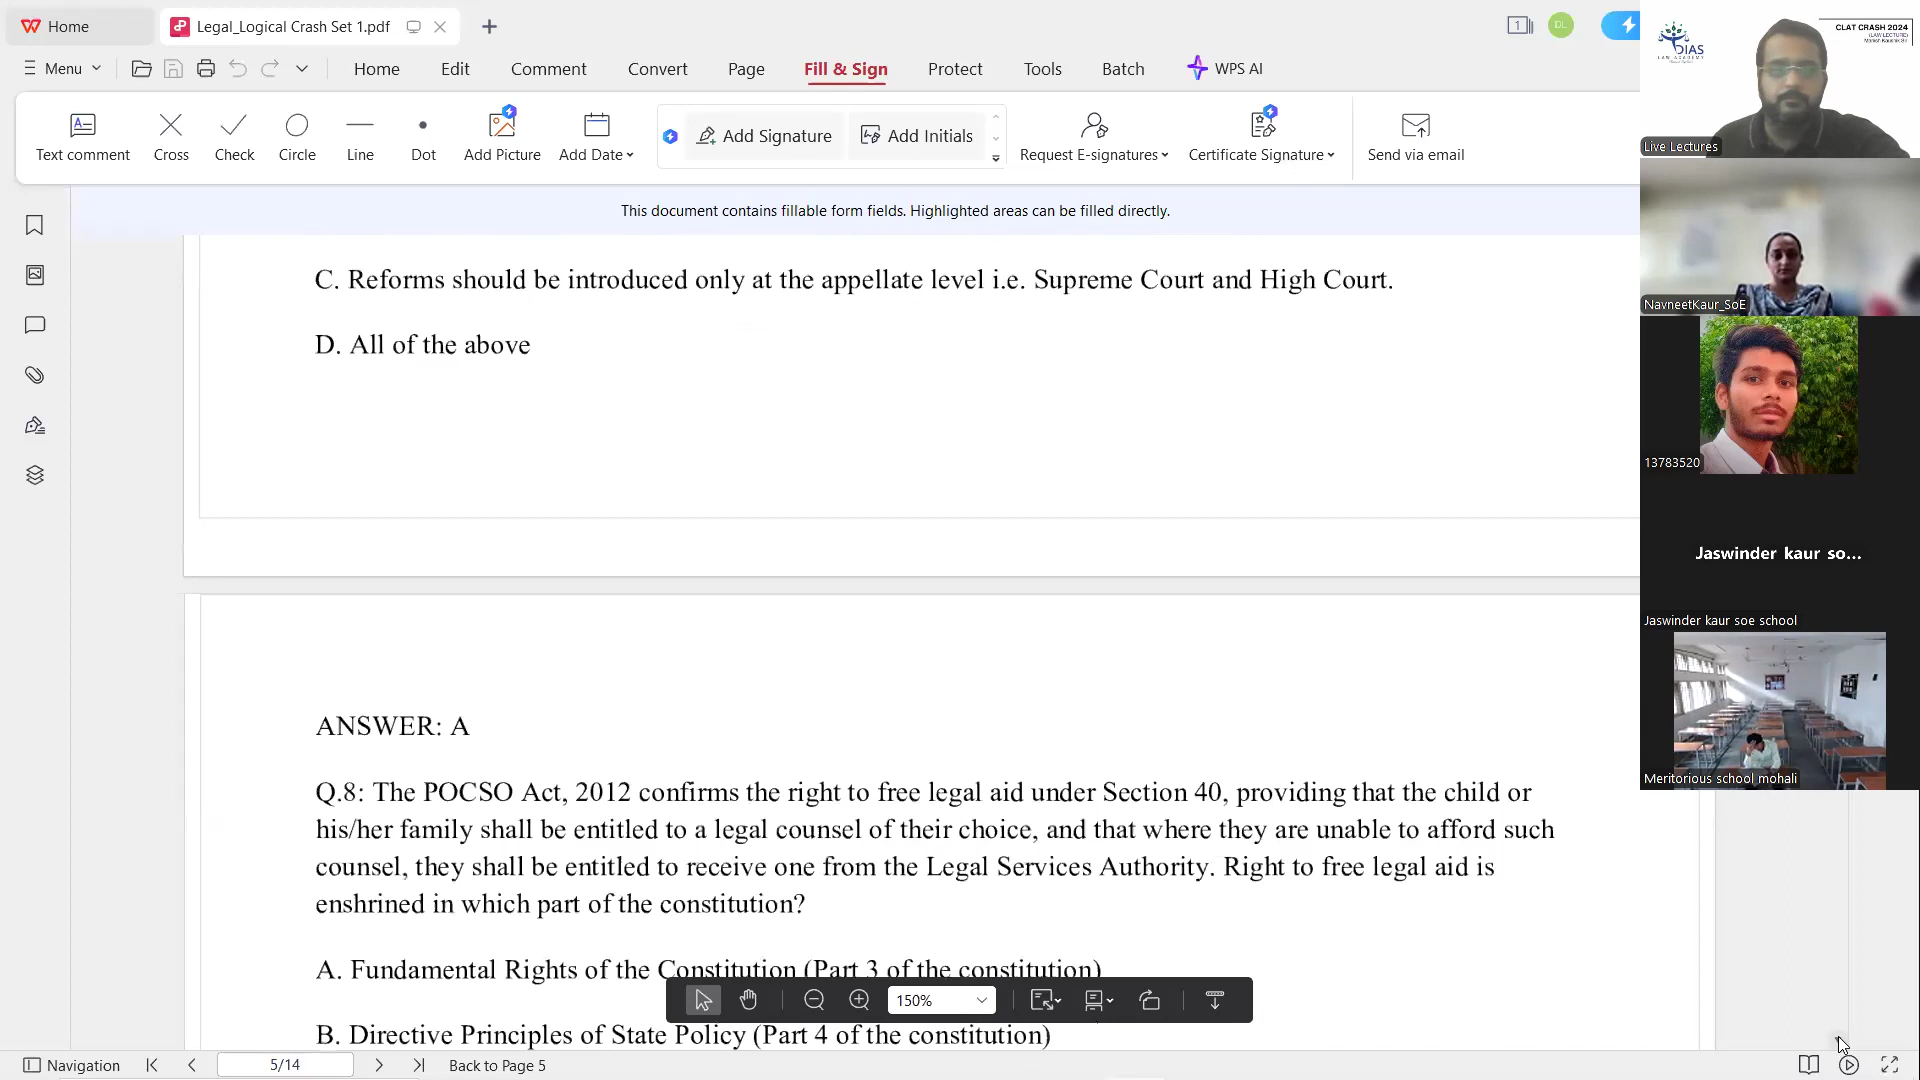 Home
Legal_Logical Crash Set 1.pdf
1
DL
Menu
Home
Edit
Comment
Convert
Page
Fill & Sign
Protect
Tools
Batch
WPS AI
Text comment
Cross
Check
Circle
Line
Dot
Add Picture
Add Date
Add Signature
Add Initials
Request E-signatures
Certificate Signature
Send via email
This document contains fillable form fields. Highlighted areas can be filled directly.
C. Reforms should be introduced only at the appellate level i.e. Supreme Court and High Court.
D. All of the above
ANSWER: A
Q.8: The POCSO Act, 2012 confirms the right to free legal aid under Section 40, providing that the child or
his/her family shall be entitled to a legal counsel of their choice, and that where they are unable to afford such
counsel, they shall be entitled to receive one from the Legal Services Authority. Right to free legal aid is
enshrined in which part of the constitution?
A. Fundamental Rights of the Constitution (Part 3 of the constitution)
B. Directive Principles of State Policy (Part 4 of the constitution)
150%
Navigation
5/14
Back to Page 5
DIAS
LAW ACADEMY
CLAT CRASH 2024
(LAW LECTURE)
Manish Kaushik Sir
Live Lectures
NavneetKaur_SoE
13783520
Jaswinder kaur so...
Jaswinder kaur soe school
Meritorious school mohali